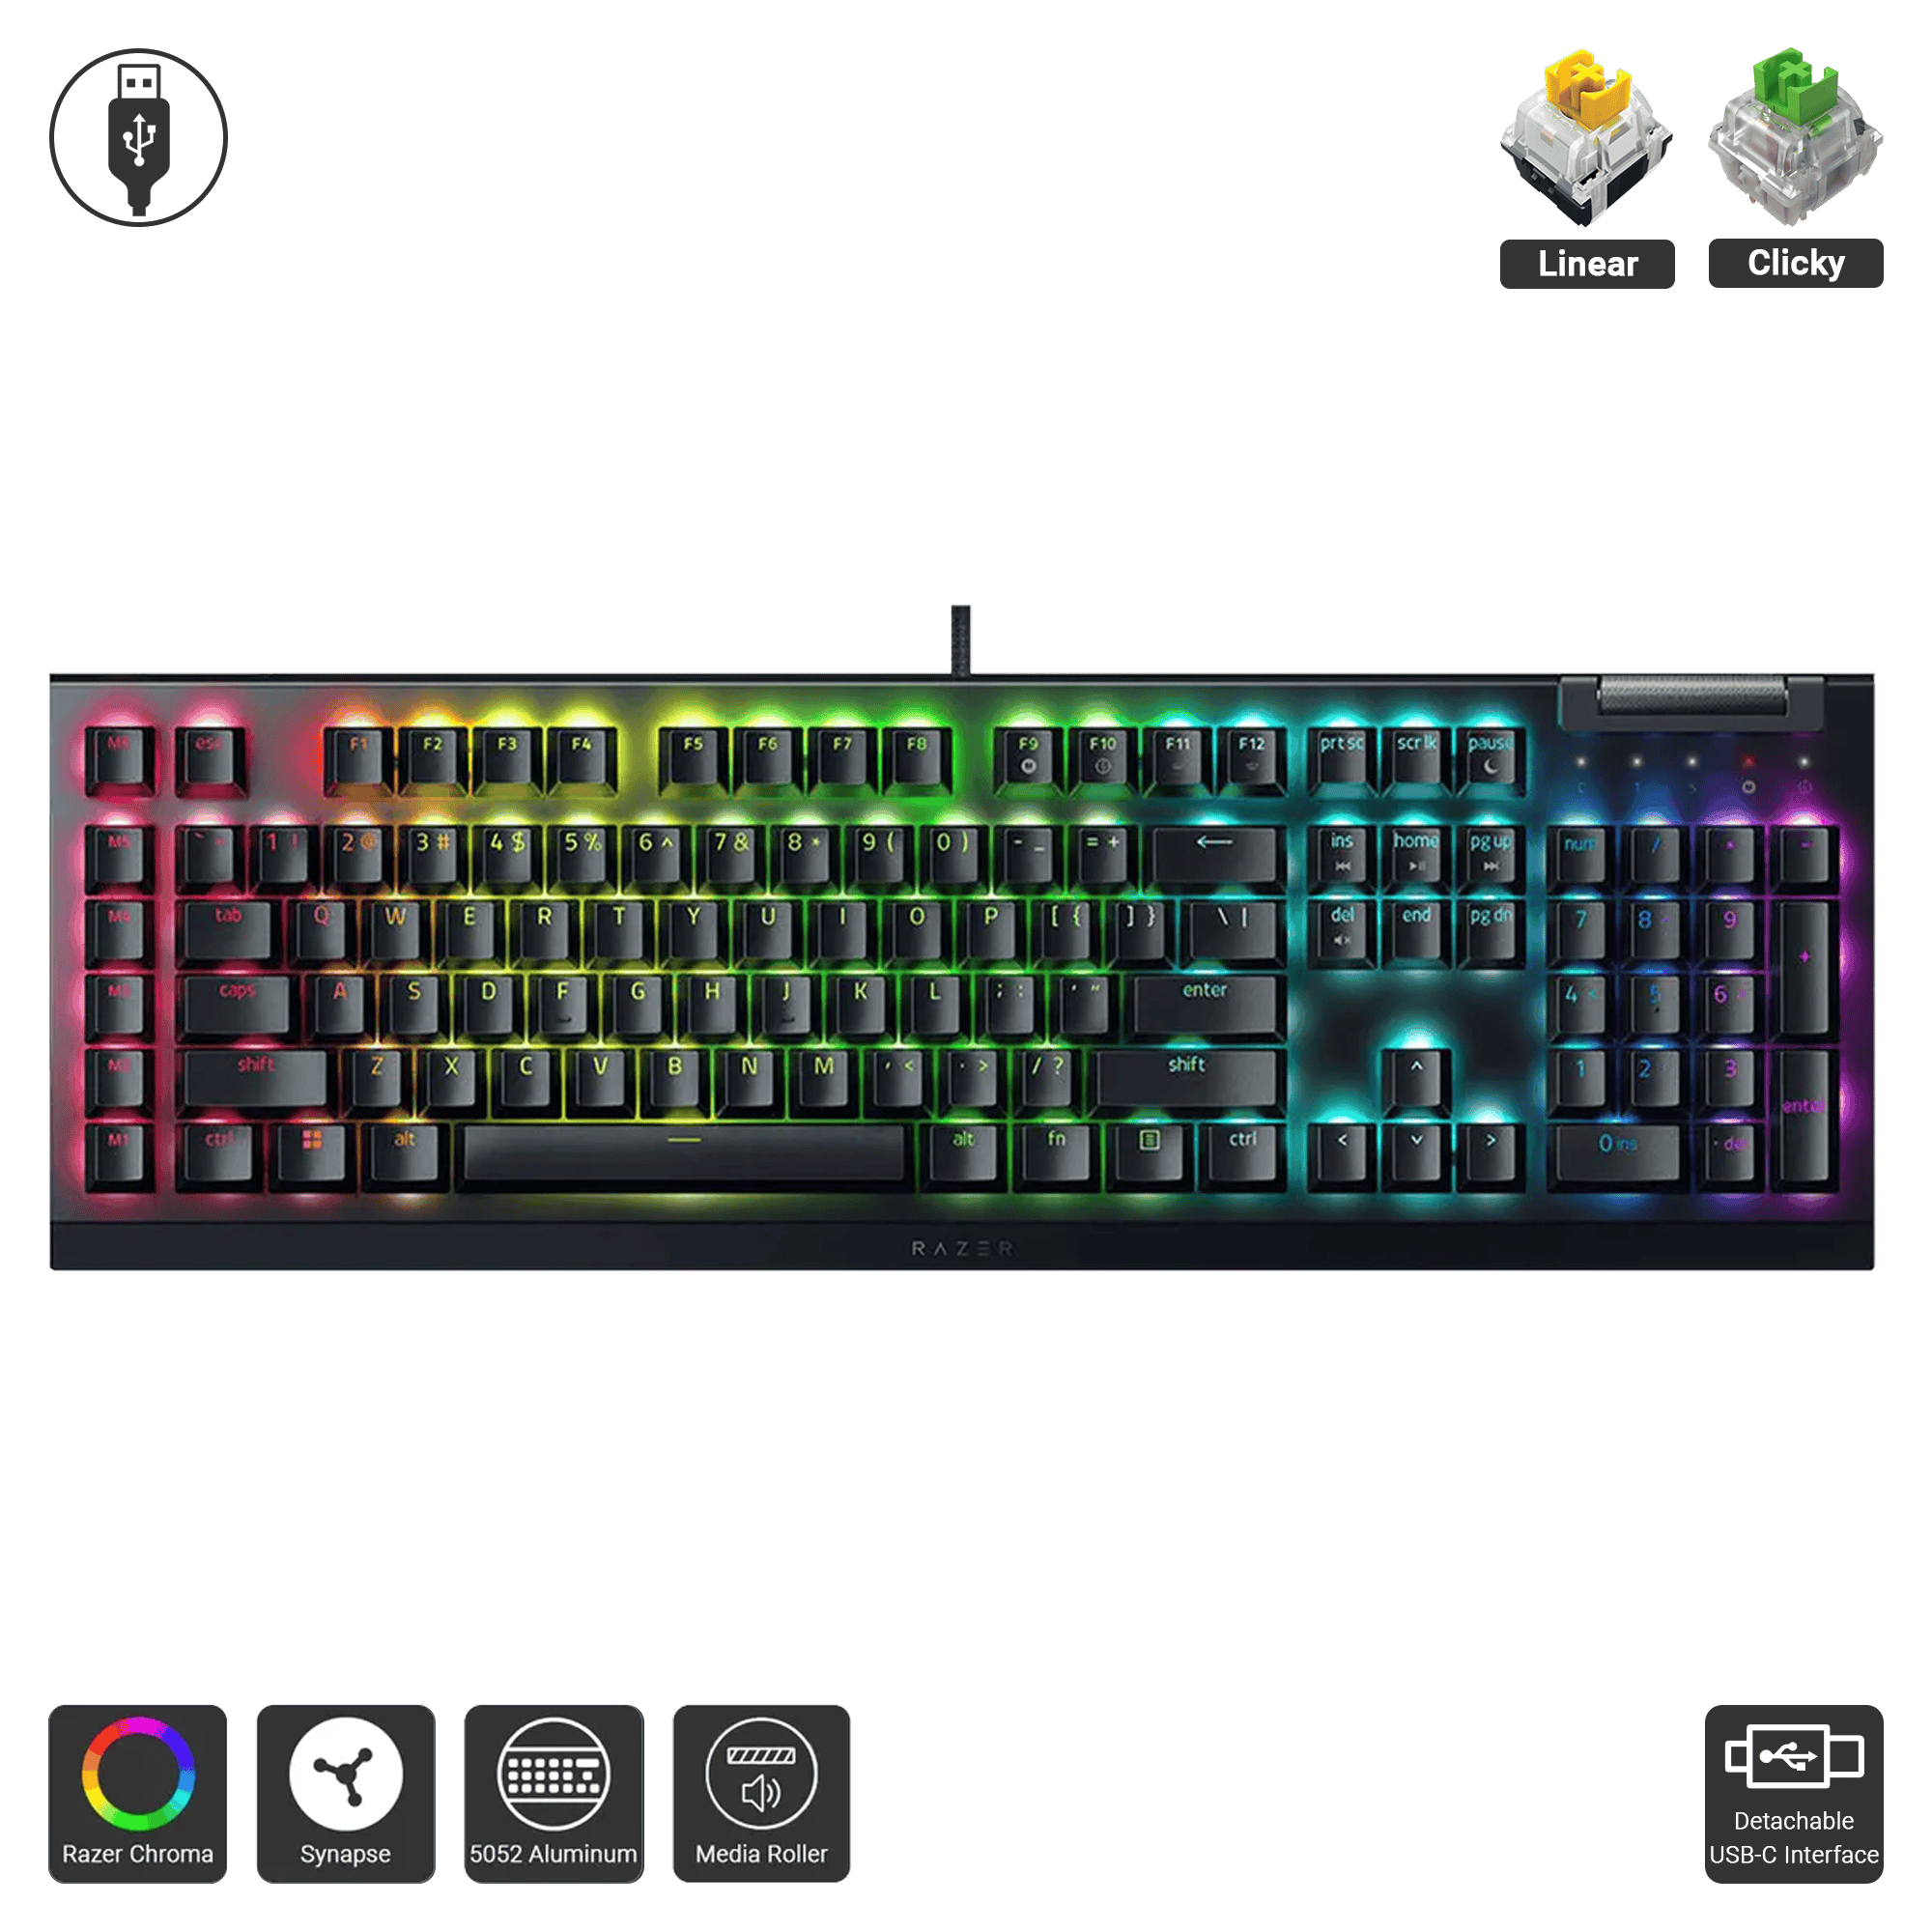 Linear
Clicky
M6 esc F1 F2 F3 F4 F5 F6 F7 F8 F9 F10 F11 F12 prt sc scr lk pause
M5 ` ~ 1 ! 2 @ 3 # 4 $ 5 % 6 ^ 7 & 8 * 9 ( 0 ) - _ = + ← ins home pg up num / * -
M4 tab Q W E R T Y U I O P [ { ] } \ | del end pg dn 7 8 9 +
M3 caps A S D F G H J K L ; : ' " enter 4 < 5 6 >
M2 shift Z X C V B N M , < . > / ? shift ^ 1 2 3 enter
M1 ctrl alt alt fn ctrl < v > 0 ins . del
RAZER
Razer Chroma
Synapse
5052 Aluminum
Media Roller
Detachable
USB-C Interface